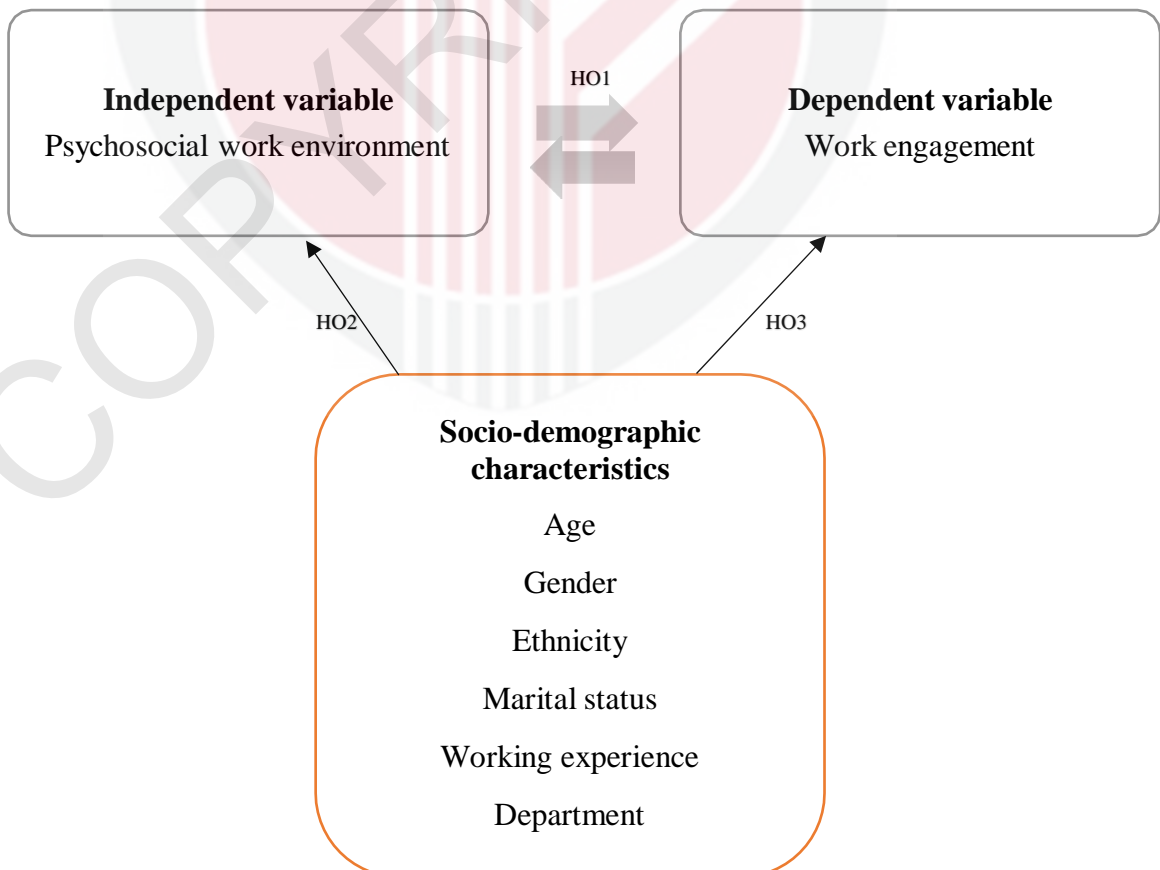 Independent variable
Psychosocial work environment
HO1
Dependent variable
Work engagement
HO2
HO3
Socio-demographic
characteristics
Age
Gender
Ethnicity
Marital status
Working experience
Department
COPYR